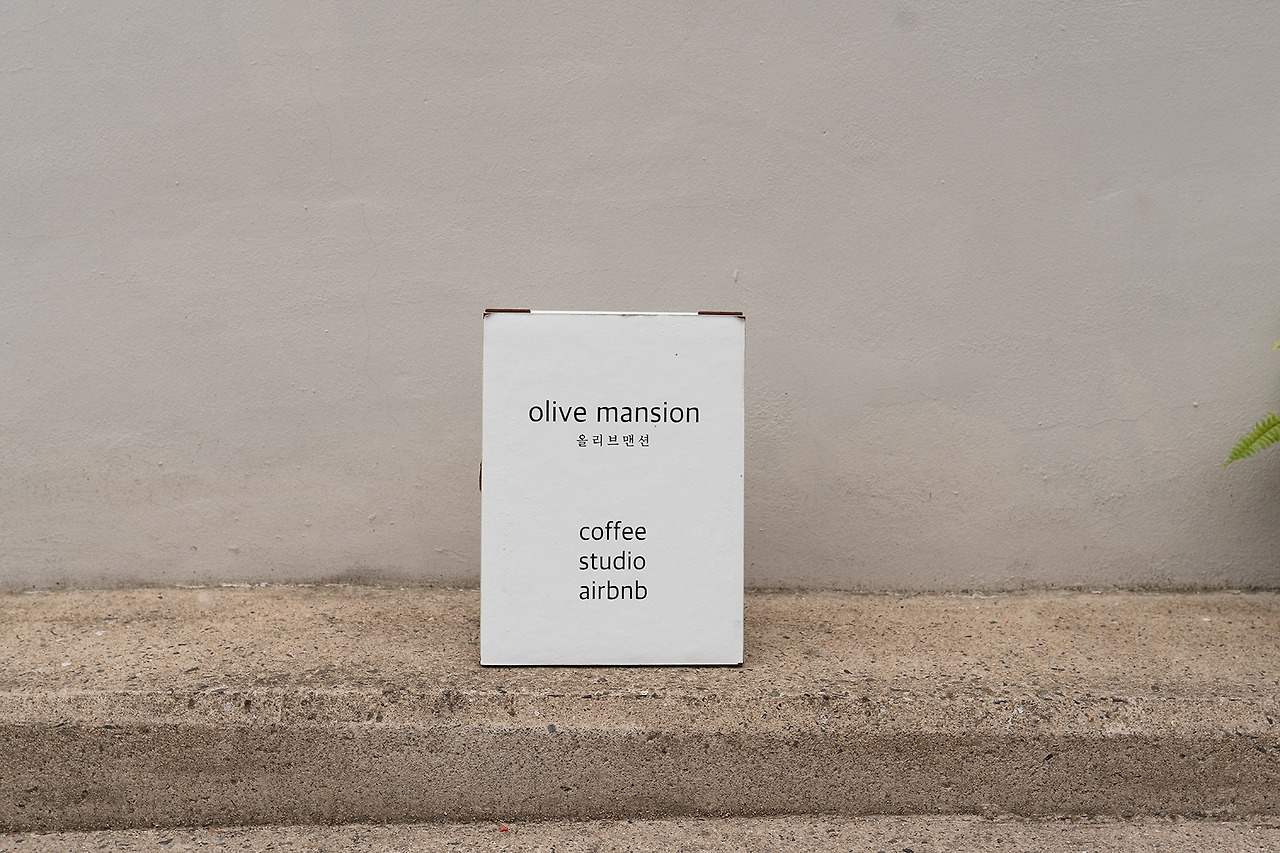 olive mansion
올리브맨션
coffee
studio
airbnb